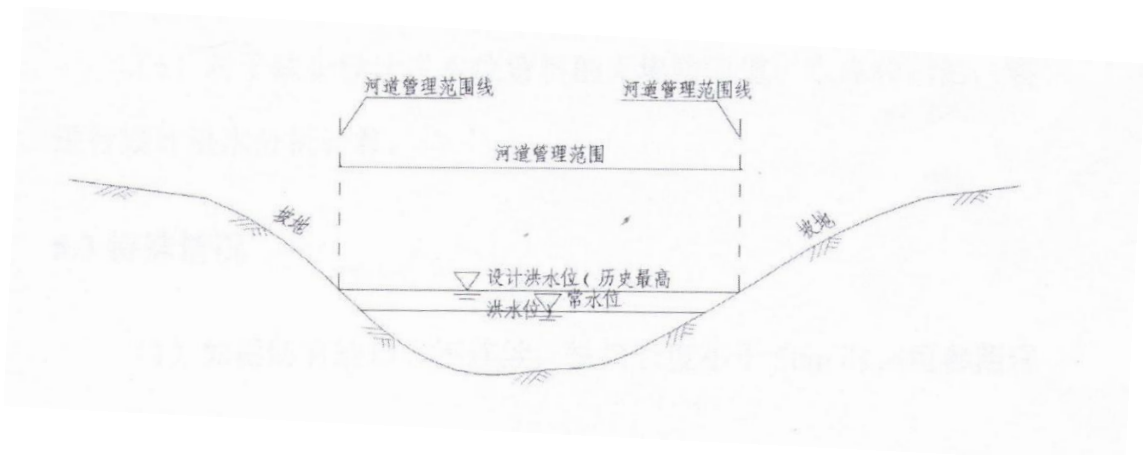 河道管理范围线
河道管理范围线
河道管理范围
坡地
坡地
设计洪水位（历史最高
洪水位）
常水位